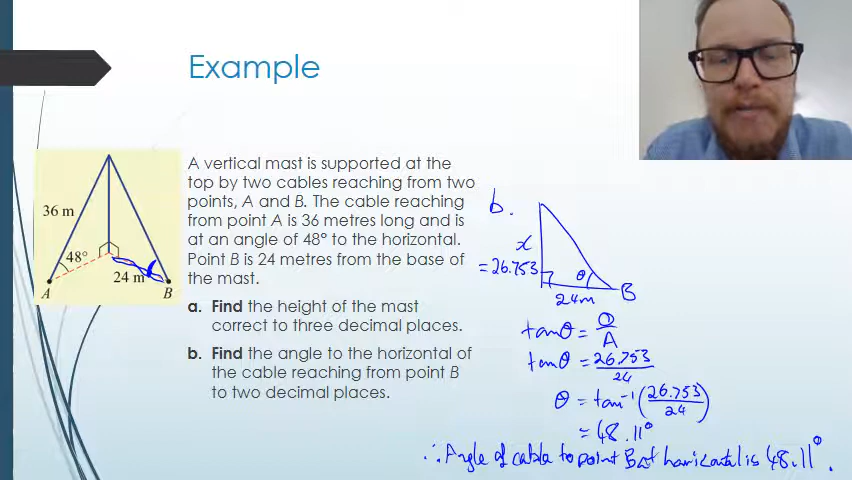 Example
A vertical mast is supported at the
top by two cables reaching from two
points, A and B. The cable reaching
from point A is 36 metres long and is
at an angle of 48° to the horizontal.
Point B is 24 metres from the base of
the mast.
a. Find the height of the mast
correct to three decimal places.
b. Find the angle to the horizontal of
the cable reaching from point B
to two decimal places.
36 m
48°
24 m
A
B
b.
x
= 26.753
θ
24m
B
tanθ = O/A
tanθ = 26.753/24
θ = tan⁻¹(26.753/24)
= 48.11°
∴ Angle of cable to point B at horizontal is 48.11°.